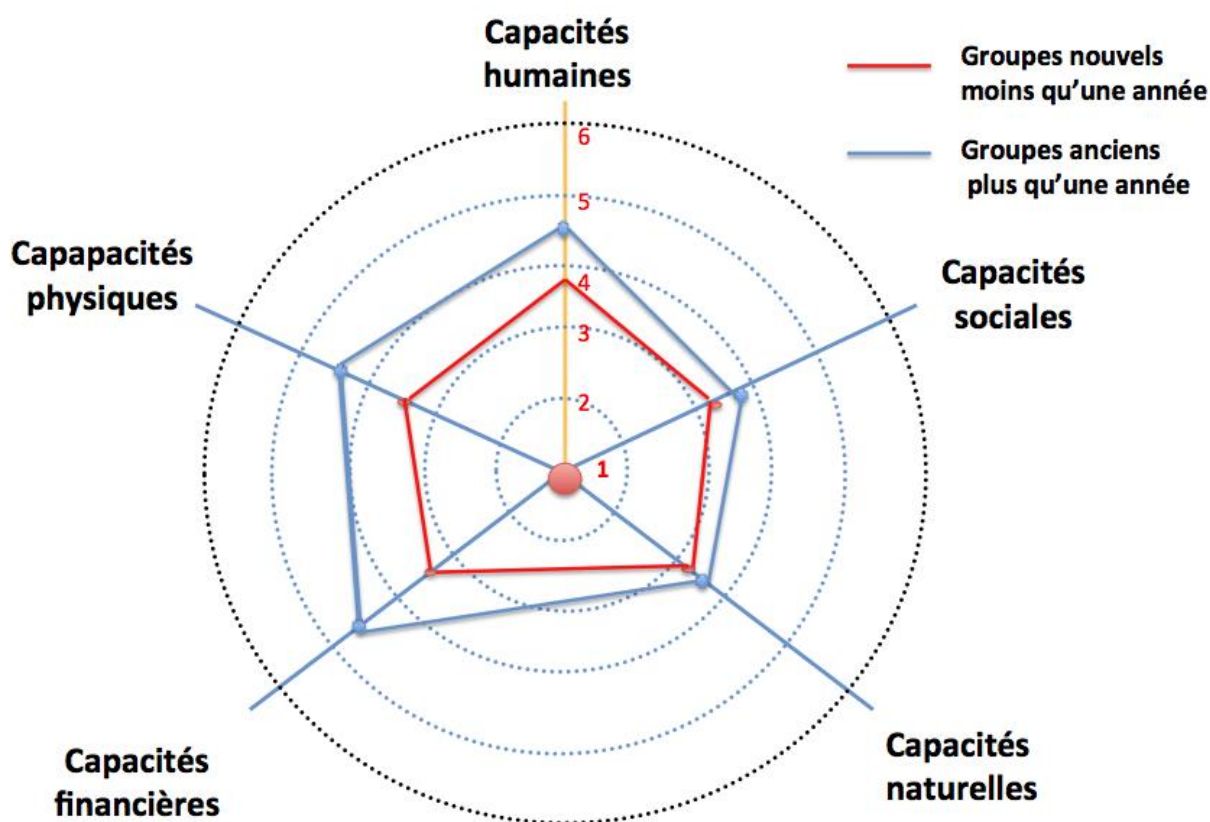 Capacités
humaines
Groupes nouvels
moins qu’une année
Groupes anciens
plus qu’une année
6
5
4
3
2
1
Capapacités
physiques
Capacités
sociales
Capacités
financières
Capacités
naturelles